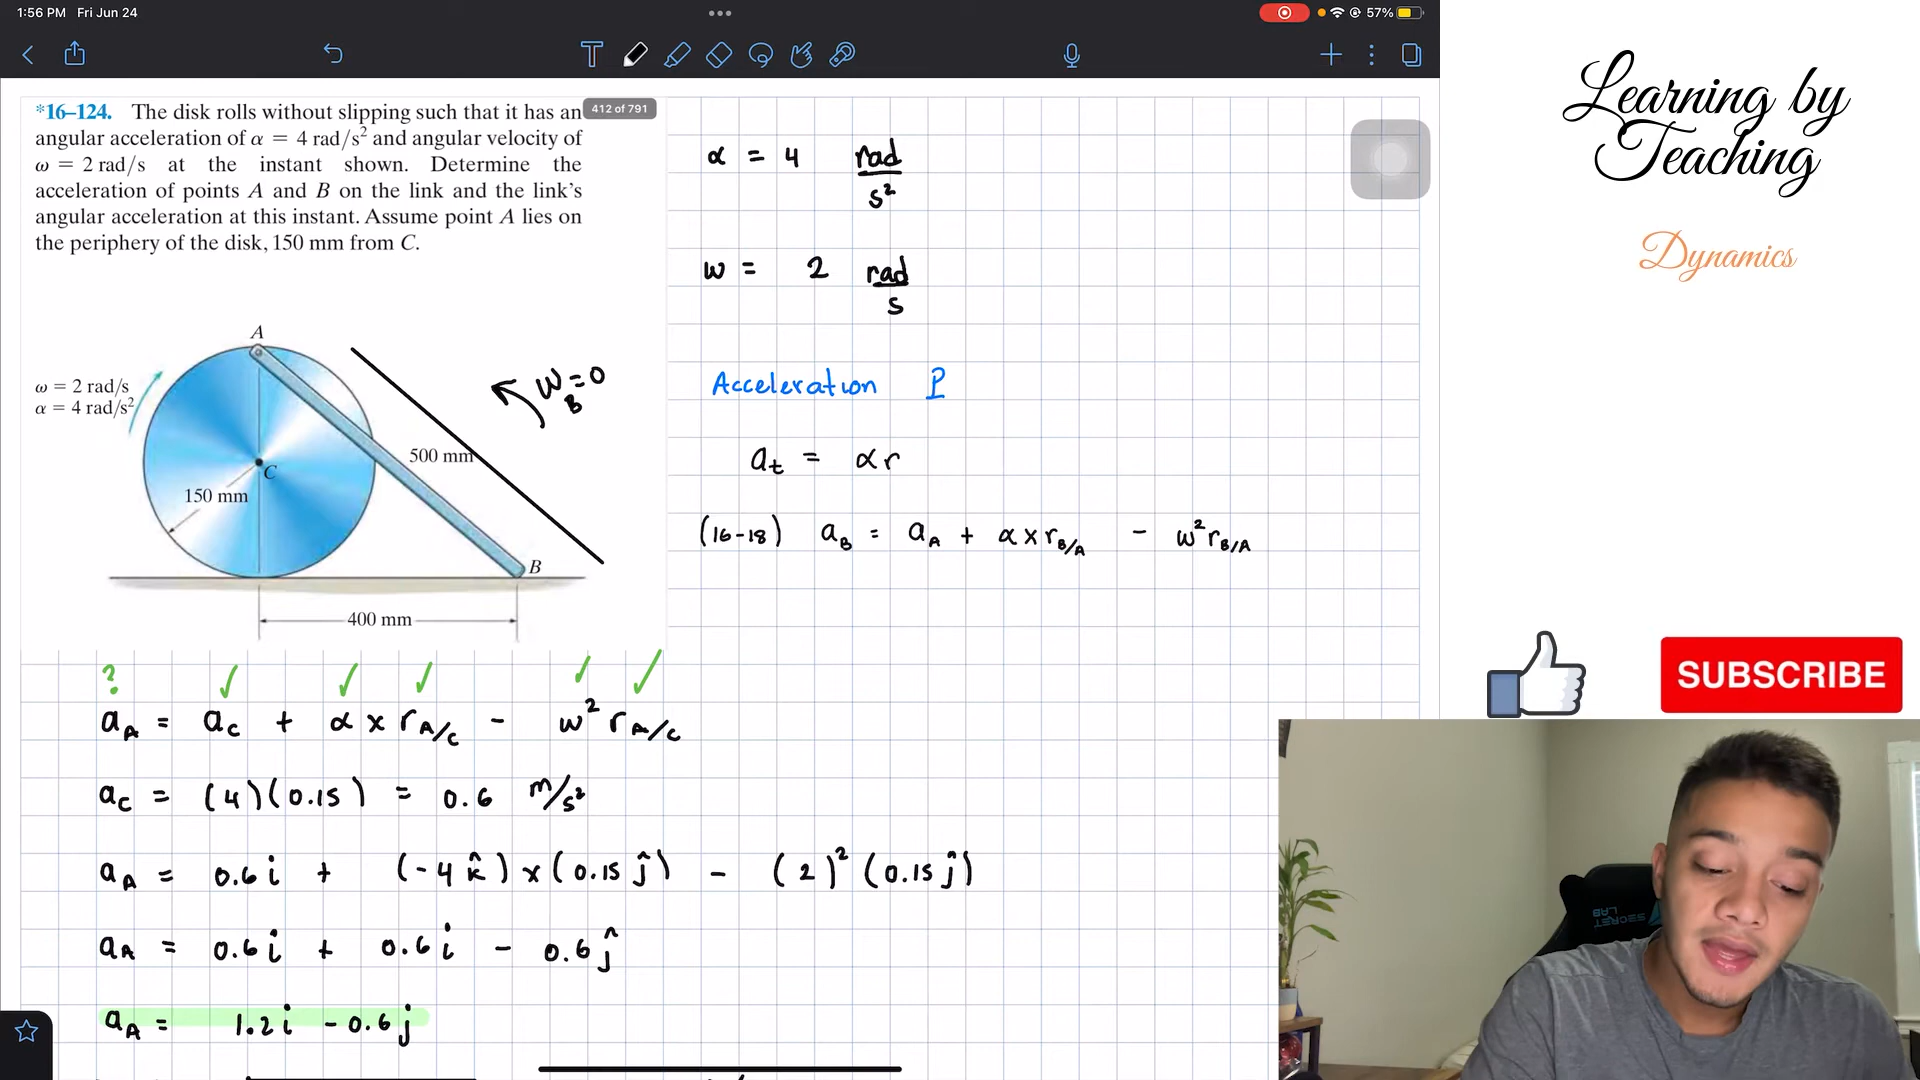 1:56 PM Fri Jun 24
57%
*16–124. The disk rolls without slipping such that it has an
angular acceleration of α = 4 rad/s² and angular velocity of
ω = 2 rad/s at the instant shown. Determine the
acceleration of points A and B on the link and the link's
angular acceleration at this instant. Assume point A lies on
the periphery of the disk, 150 mm from C.
412 of 791
A
ω = 2 rad/s
α = 4 rad/s²
C
150 mm
500 mm
B
400 mm
ω_B = 0
α = 4 rad/s²
ω = 2 rad/s
Acceleration P
a_t = αr
(16-18) a_B = a_A + α × r_B/A - ω² r_B/A
? ✓ ✓ ✓ ✓ ✓
a_A = a_C + α × r_A/C - ω² r_A/C
a_C = (4)(0.15) = 0.6 m/s²
a_A = 0.6 i + (-4 k̂) × (0.15 ĵ) - (2)² (0.15 ĵ)
a_A = 0.6 i + 0.6 i - 0.6 ĵ
a_A = 1.2 i - 0.6 j
Learning by
Teaching
Dynamics
SUBSCRIBE
SECRET
LAB